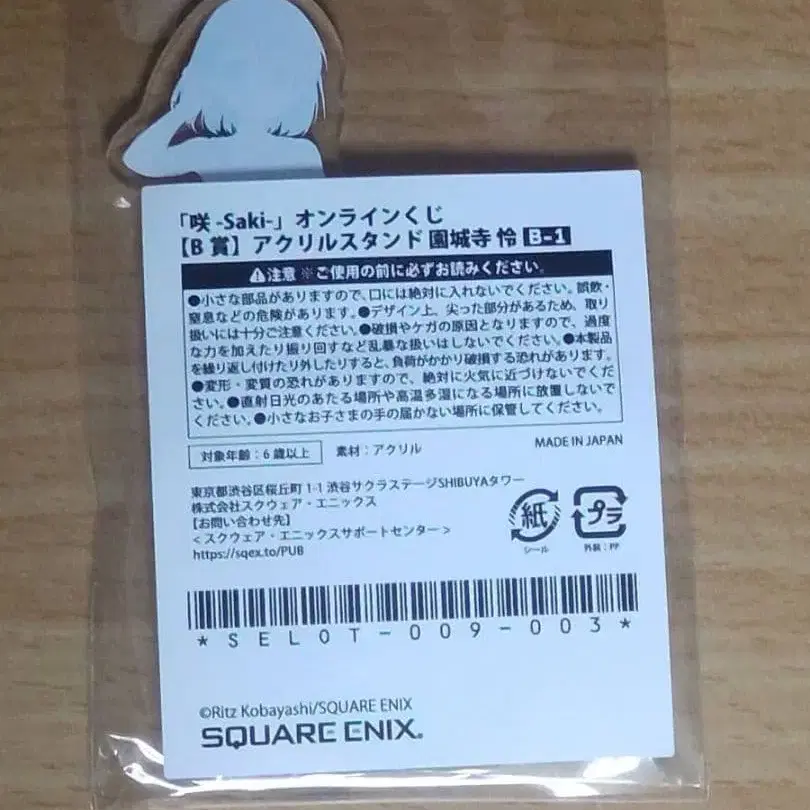 「咲 -Saki-」オンラインくじ
【B 賞】アクリルスタンド 園城寺 怜 B-1
⚠注意 ※ご使用の前に必ずお読みください。
●小さな部品がありますので、口には絶対に入れないでください。誤飲・
窒息などの危険があります。●デザイン上、尖った部分があるため、取り
扱いには十分ご注意ください。●破損やケガの原因となりますので、過度
な力を加えたり振り回すなど乱暴な扱いはしないでください。●本製品
を繰り返し付けたり外したりすると、負荷がかかり破損する恐れがあります。
●変形・変質の恐れがありますので、絶対に火気に近づけないでくだ
さい。●直射日光のあたる場所や高温多湿になる場所に放置しないで
ください。●小さなお子さまの手の届かない場所に保管してください。
対象年齢：6 歳以上 素材：アクリル MADE IN JAPAN
東京都渋谷区桜丘町 1-1 渋谷サクラステージSHIBUYAタワー
株式会社スクウェア・エニックス
【お問い合わせ先】
＜スクウェア・エニックスサポートセンター＞
https://sqex.to/PUB
紙 プラ
シール 外装：PP
*SEL0T-009-003*
©Ritz Kobayashi/SQUARE ENIX
SQUARE ENIX.